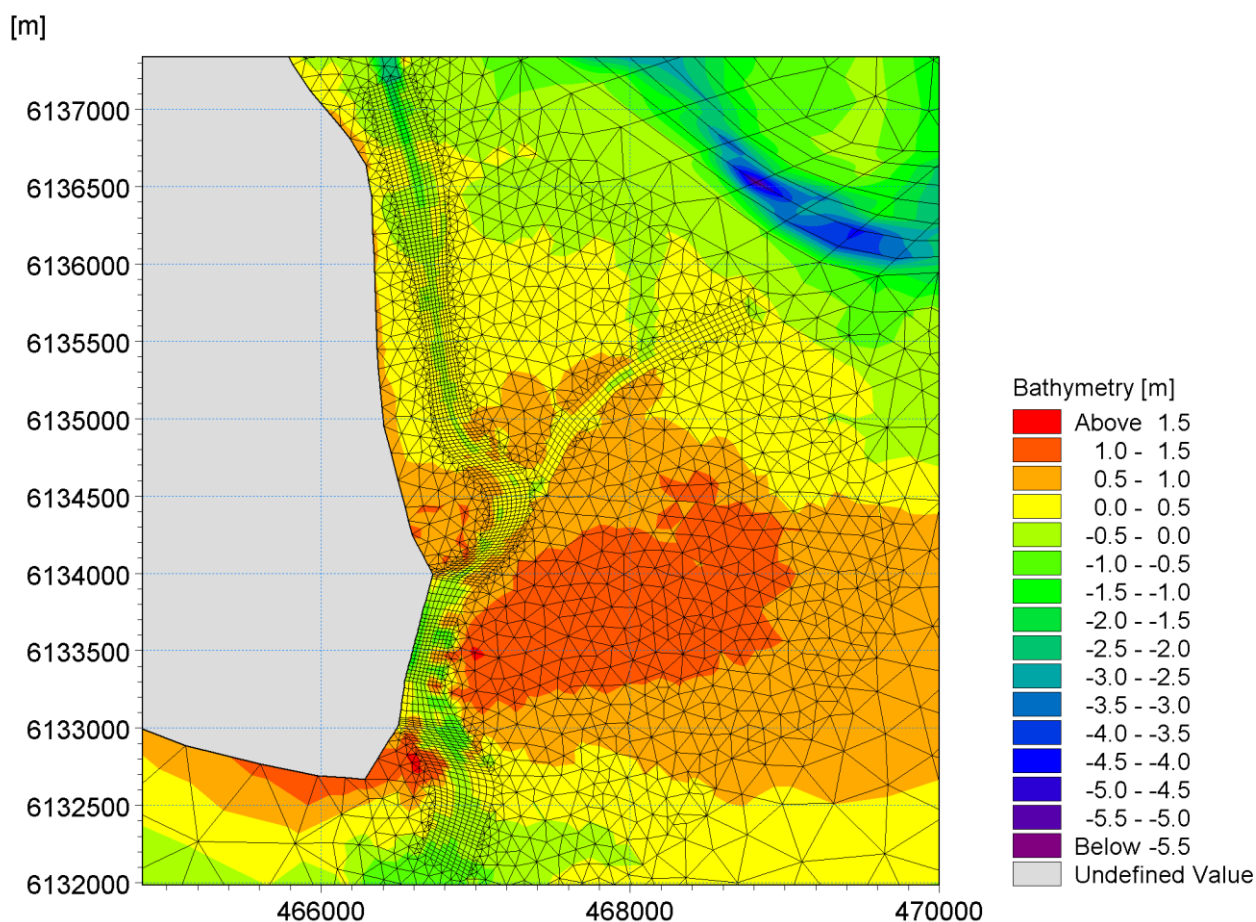 [m]
6137000
6136500
6136000
6135500
6135000
6134500
6134000
6133500
6133000
6132500
6132000
466000 468000 470000
Bathymetry [m]
Above 1.5
1.0 - 1.5
0.5 - 1.0
0.0 - 0.5
-0.5 - 0.0
-1.0 - -0.5
-1.5 - -1.0
-2.0 - -1.5
-2.5 - -2.0
-3.0 - -2.5
-3.5 - -3.0
-4.0 - -3.5
-4.5 - -4.0
-5.0 - -4.5
-5.5 - -5.0
Below -5.5
Undefined Value